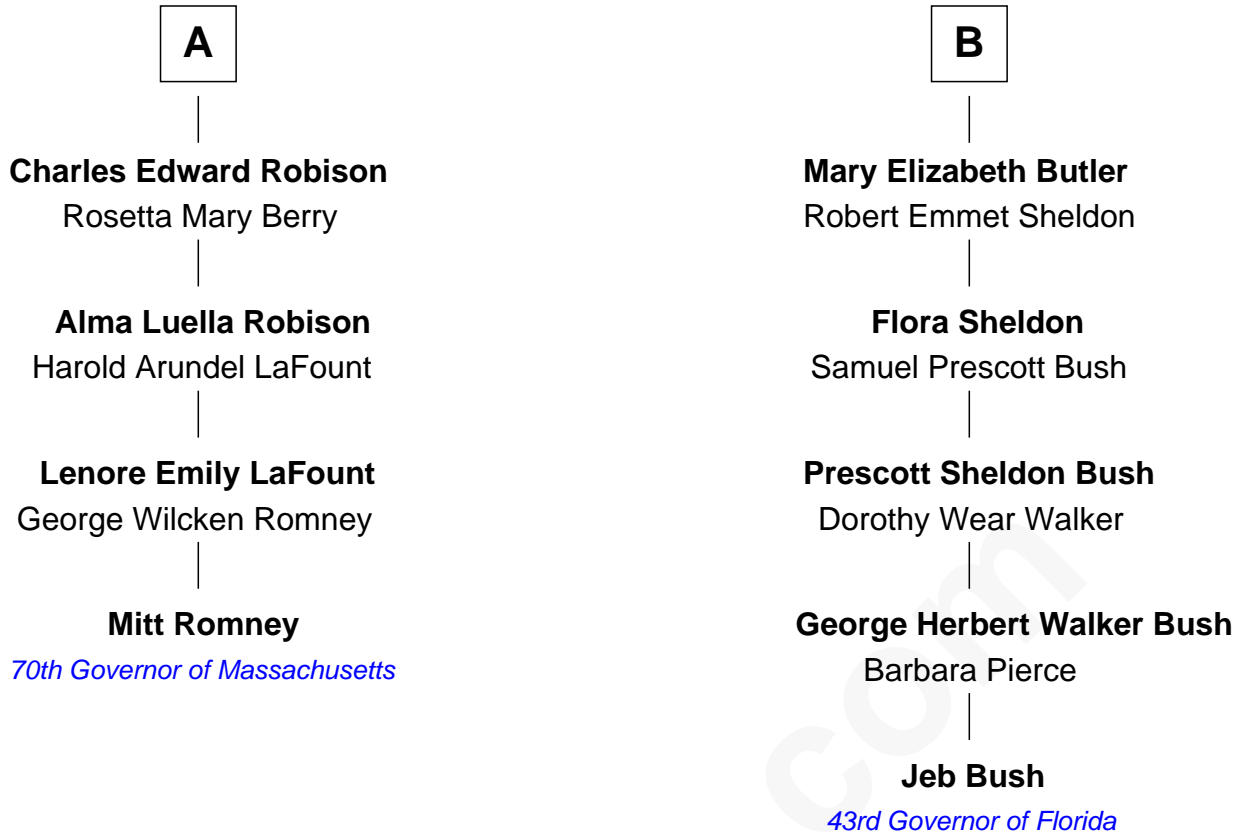 A
Charles Edward Robison
Rosetta Mary Berry
Alma Luella Robison
Harold Arundel LaFount
Lenore Emily LaFount
George Wilcken Romney
Mitt Romney
70th Governor of Massachusetts
B
Mary Elizabeth Butler
Robert Emmet Sheldon
Flora Sheldon
Samuel Prescott Bush
Prescott Sheldon Bush
Dorothy Wear Walker
George Herbert Walker Bush
Barbara Pierce
Jeb Bush
43rd Governor of Florida
com